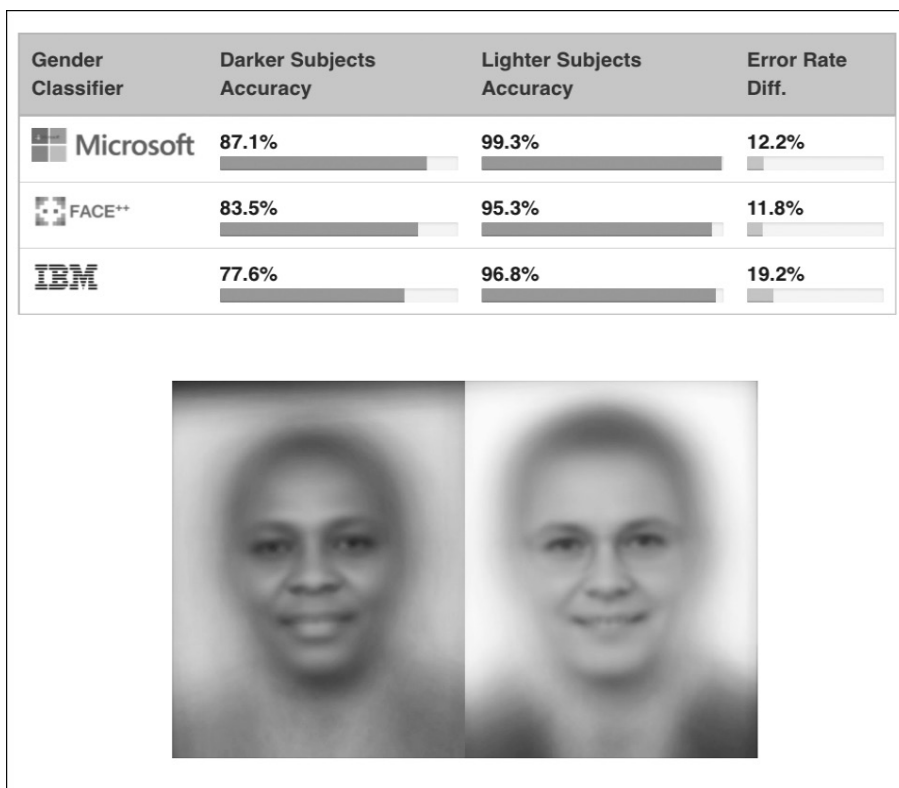 Gender Classifier Darker Subjects Accuracy Lighter Subjects Accuracy Error Rate Diff.
Microsoft 87.1% 99.3% 12.2%
FACE++ 83.5% 95.3% 11.8%
IBM 77.6% 96.8% 19.2%